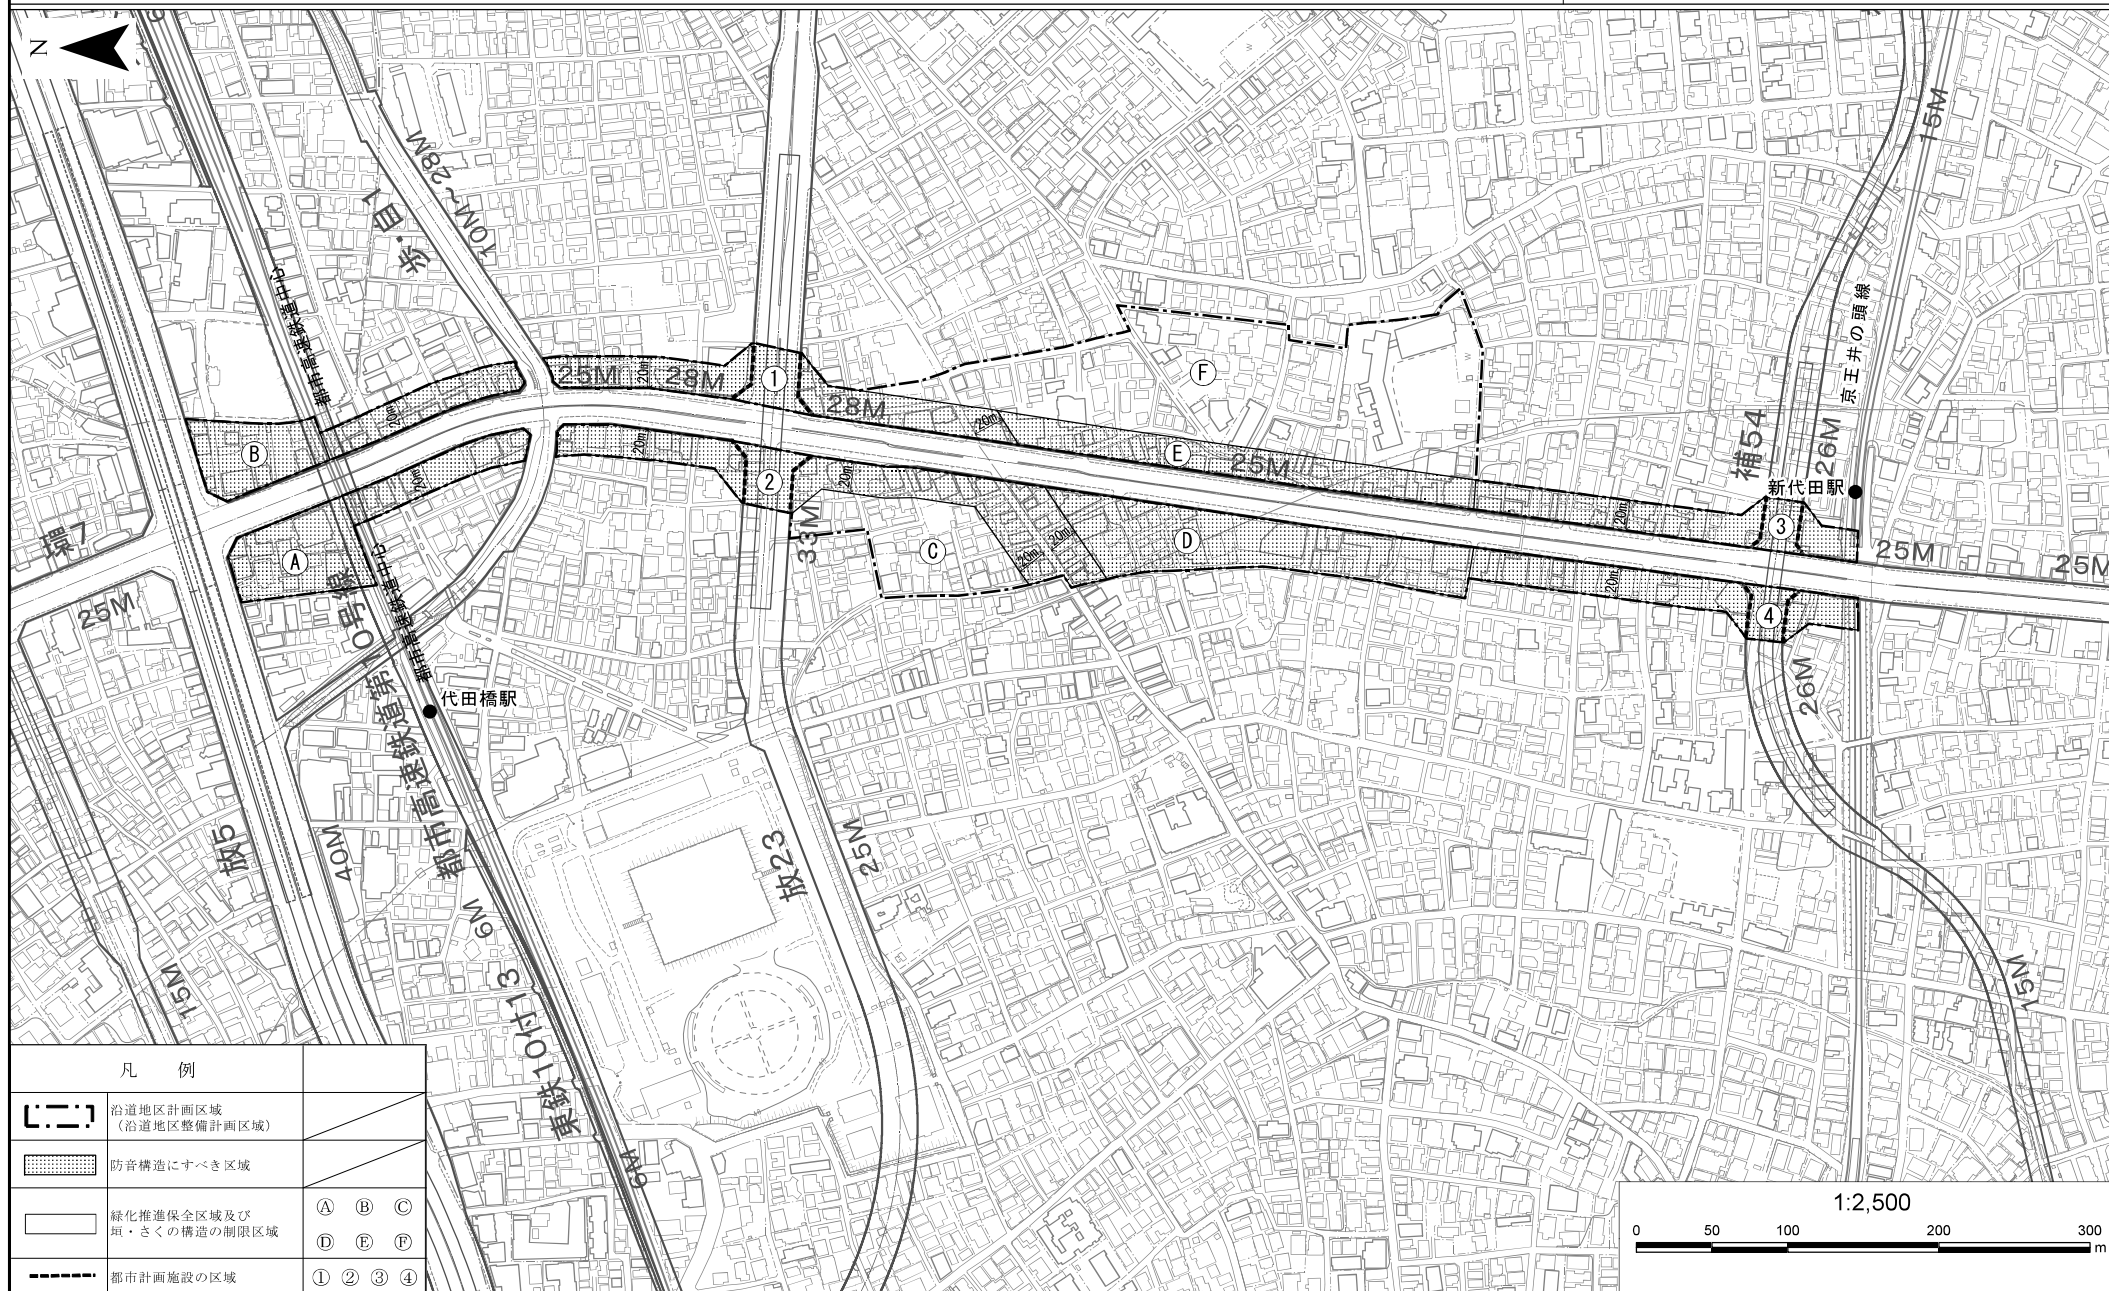 N
環7
25M
B
A
都市高速鉄道中心
20m
20m
都市高速鉄道中心
歩・自1
10M~28M
25M
20m
28M
1
28M
20m
2
20m
33M
C
20m
20m
20m
D
E
25M
F
補54
26M
京王井の頭線
15M
新代田駅
20m
3
25M
25M
20m
4
26M
15M
都市高速鉄道第10号線
代田橋駅
放5
40M
6M
15M
東鉄10付13
6M
放23
25M
凡 例
沿道地区計画区域
(沿道地区整備計画区域)
防音構造にすべき区域
緑化推進保全区域及び
垣・さくの構造の制限区域
Ⓐ Ⓑ Ⓒ
Ⓓ Ⓔ Ⓕ
都市計画施設の区域
① ② ③ ④
1:2,500
0 50 100 200 300
m